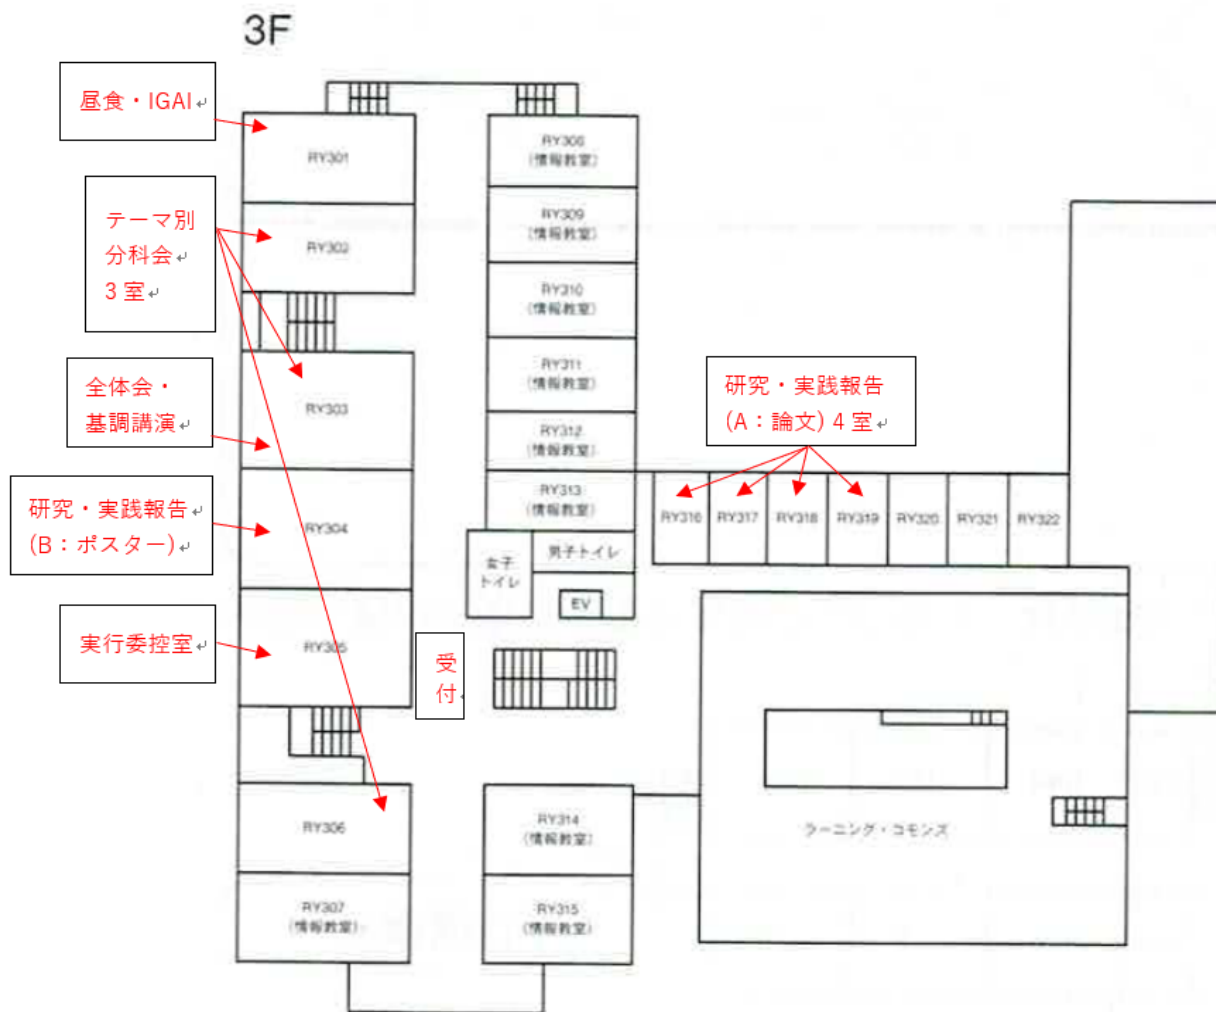 3F
昼食・IGAI
テーマ別
分科会
3 室
全体会・
基調講演
研究・実践報告
(B：ポスター)
実行委控室
RY301
RY302
RY303
RY304
RY305
受
付
RY306
RY307
(情報教室)
RY308
(情報教室)
RY309
(情報教室)
RY310
(情報教室)
RY311
(情報教室)
RY312
(情報教室)
RY313
(情報教室)
女子
トイレ
男子トイレ
EV
RY314
(情報教室)
RY315
(情報教室)
研究・実践報告
(A：論文) 4 室
RY316
RY317
RY318
RY319
RY320
RY321
RY322
ラーニング・コモンズ